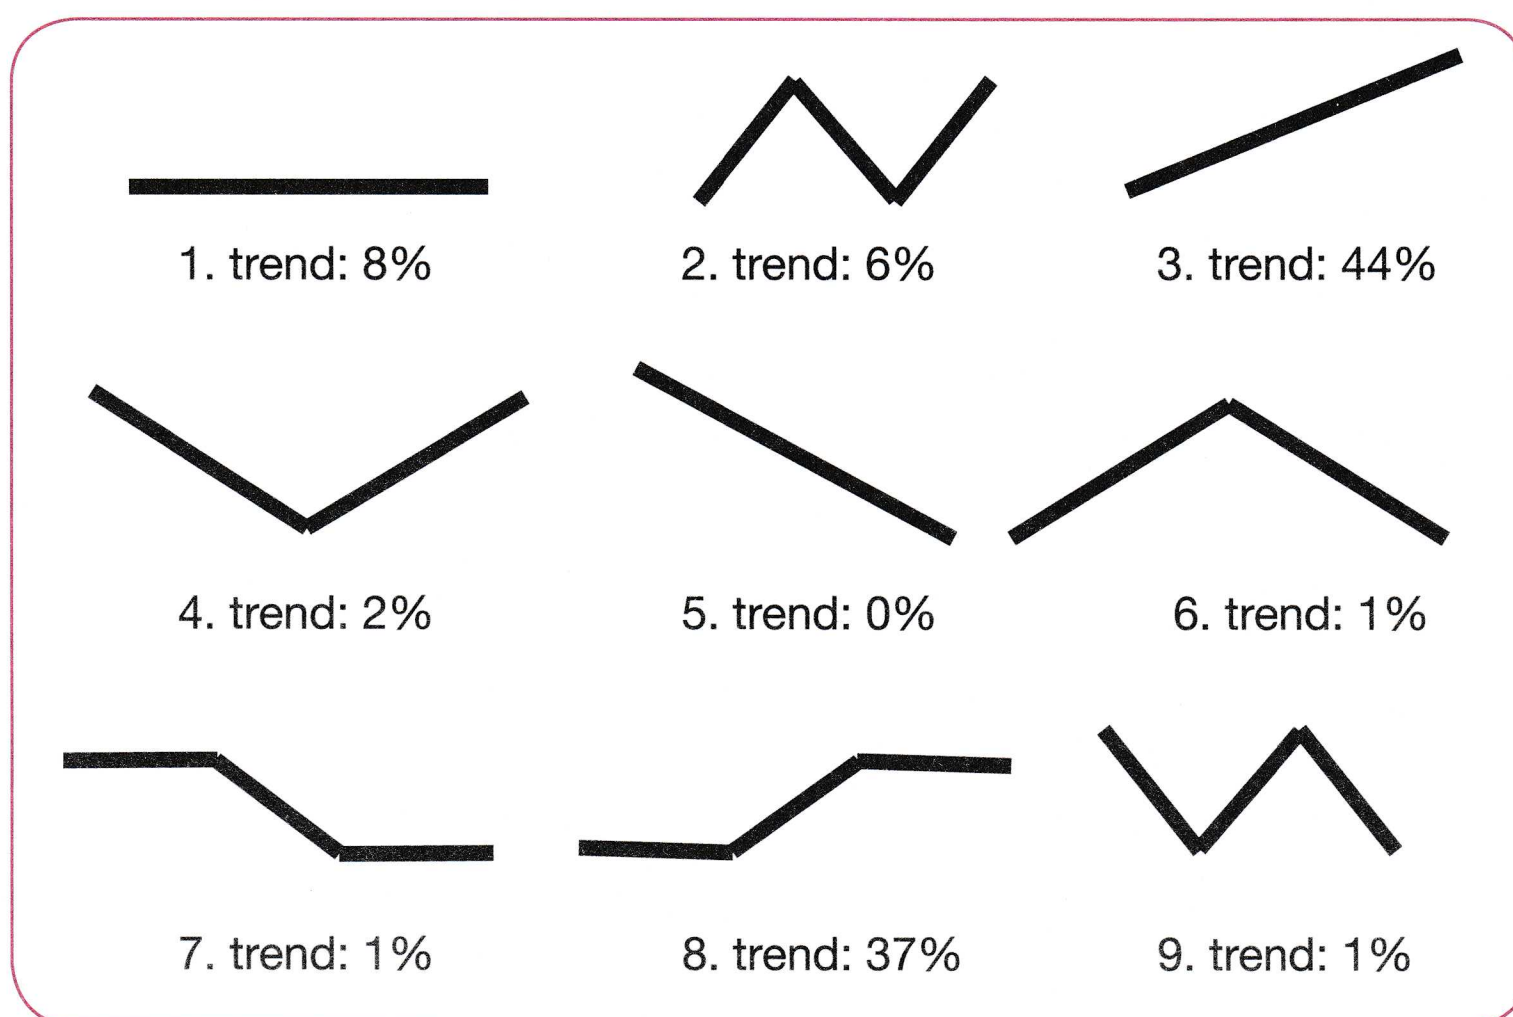 1. trend: 8%
2. trend: 6%
3. trend: 44%
4. trend: 2%
5. trend: 0%
6. trend: 1%
7. trend: 1%
8. trend: 37%
9. trend: 1%